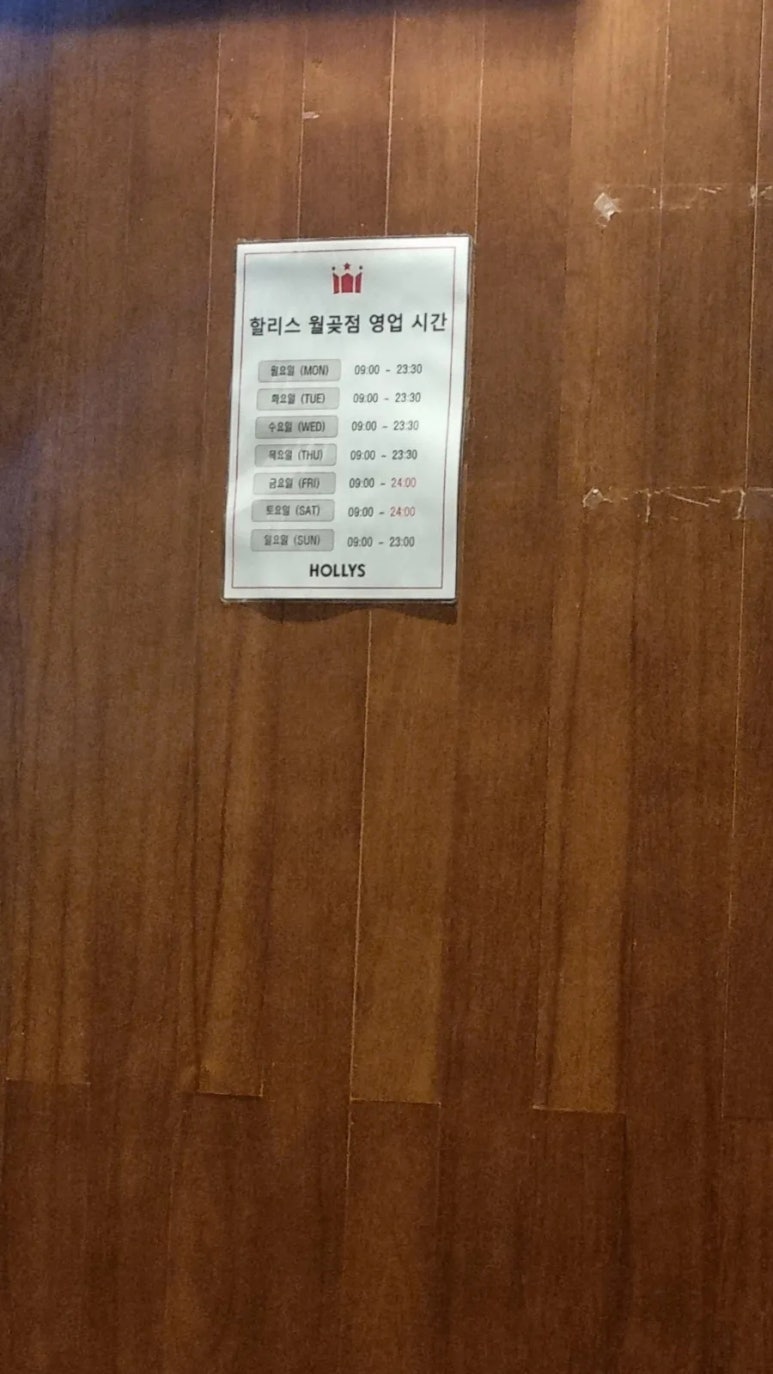 할리스 월곶점 영업 시간
월요일 (MON) 09:00 - 23:30
화요일 (TUE) 09:00 - 23:30
수요일 (WED) 09:00 - 23:30
목요일 (THU) 09:00 - 23:30
금요일 (FRI) 09:00 - 24:00
토요일 (SAT) 09:00 - 24:00
일요일 (SUN) 09:00 - 23:00
HOLLYS